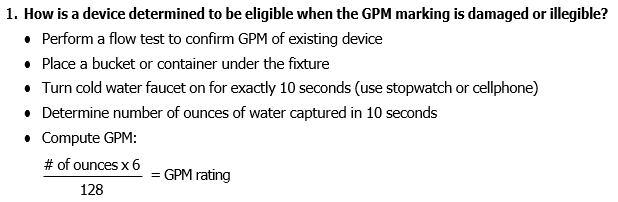 1. How is a device determined to be eligible when the GPM marking is damaged or illegible?
• Perform a flow test to confirm GPM of existing device
• Place a bucket or container under the fixture
• Turn cold water faucet on for exactly 10 seconds (use stopwatch or cellphone)
• Determine number of ounces of water captured in 10 seconds
• Compute GPM:
# of ounces x 6
= GPM rating
128